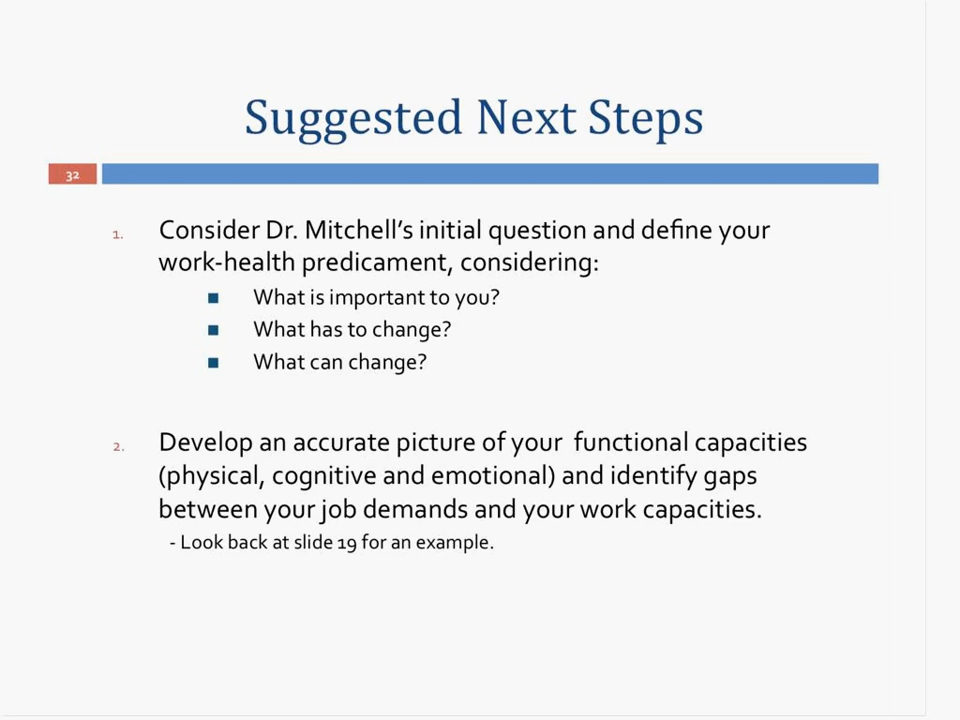 Suggested Next Steps
32
1. Consider Dr. Mitchell’s initial question and define your
work-health predicament, considering:
What is important to you?
What has to change?
What can change?
2. Develop an accurate picture of your functional capacities
(physical, cognitive and emotional) and identify gaps
between your job demands and your work capacities.
- Look back at slide 19 for an example.